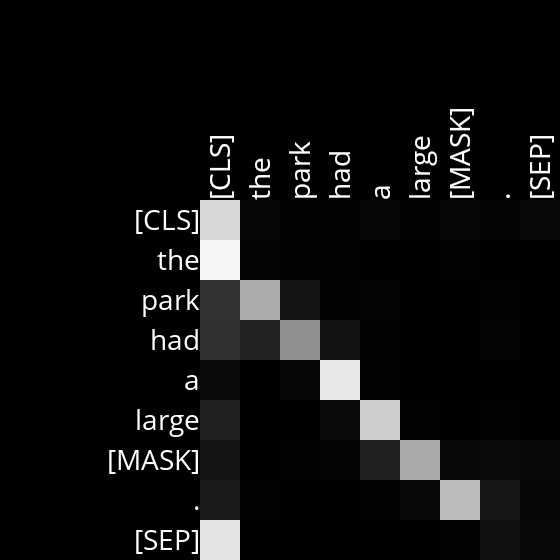 [CLS] the park had a large [MASK] . [SEP]
[CLS]
the
park
had
a
large
[MASK]
.
[SEP]